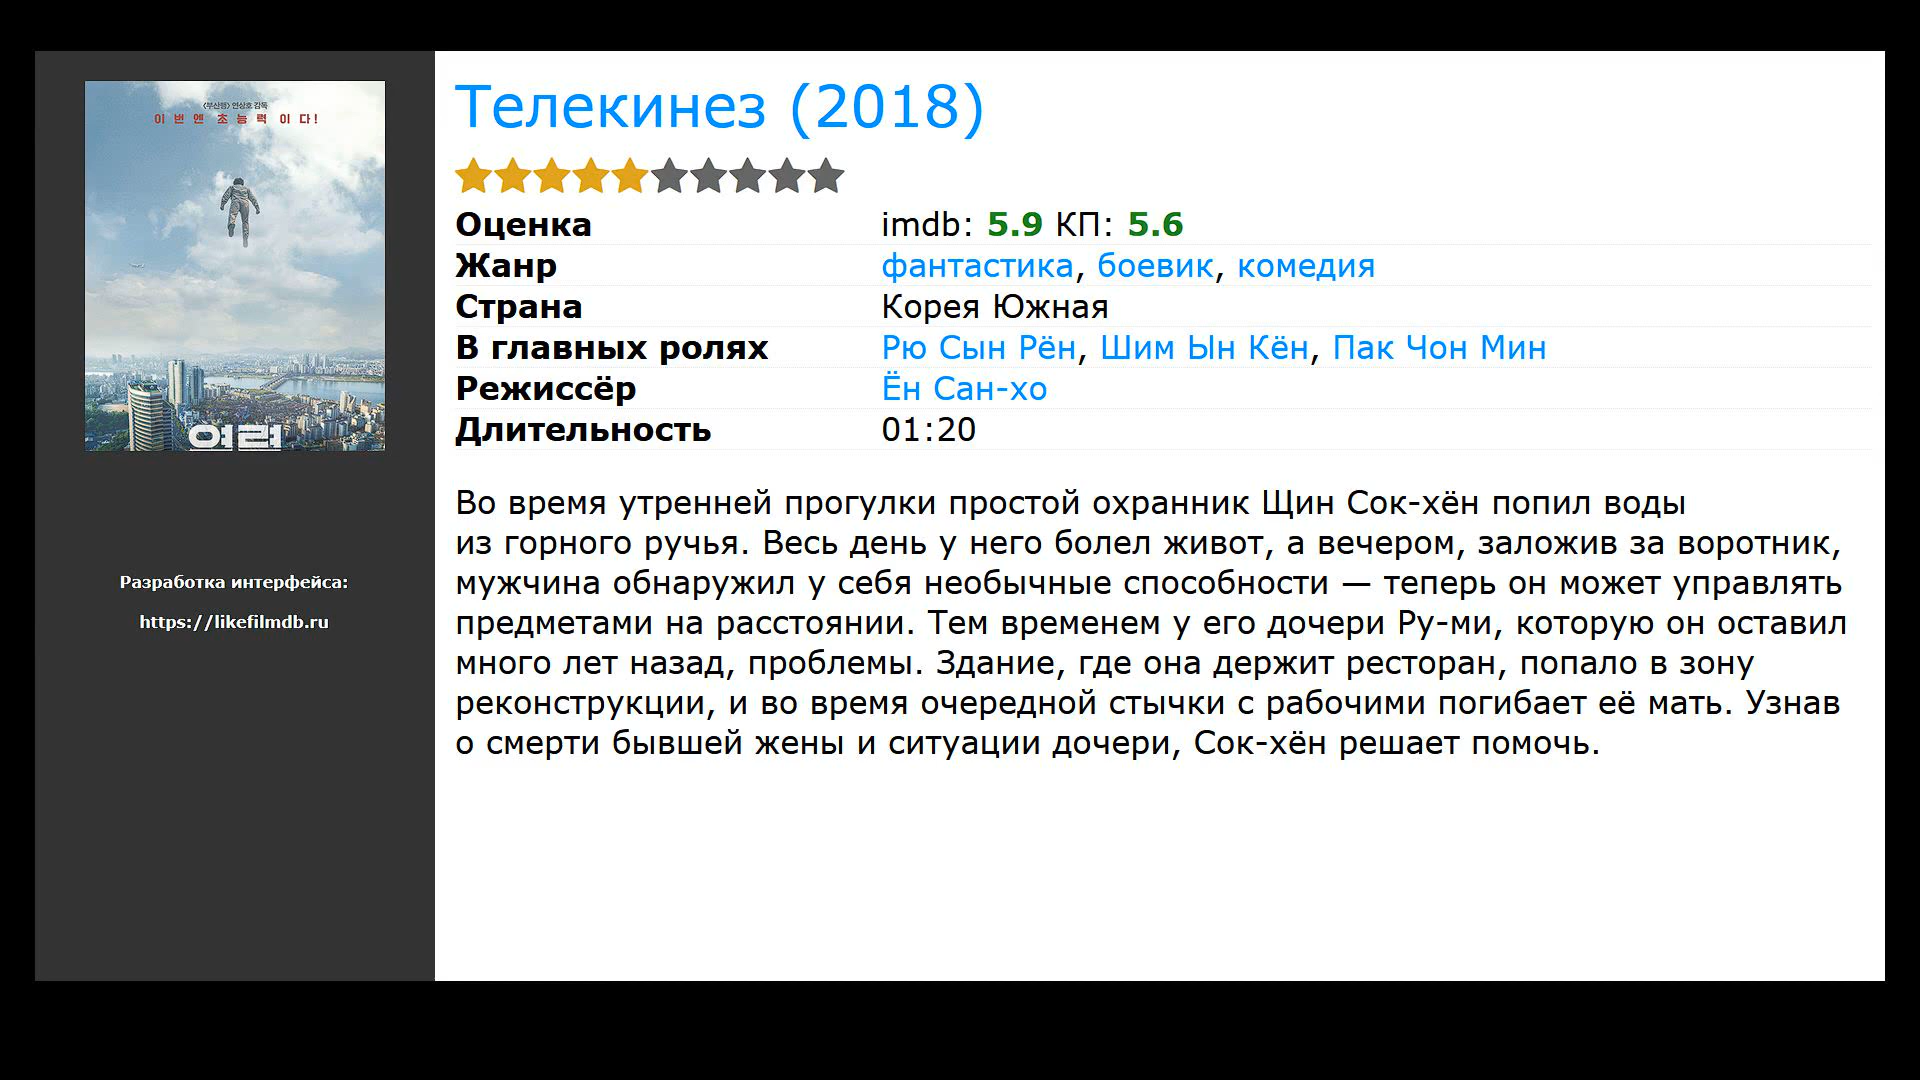 <부산행> 연상호 감독
이번엔 초능력이다!
염력
Разработка интерфейса:
https://likefilmdb.ru
Телекинез (2018)
Оценка imdb: 5.9 КП: 5.6
Жанр фантастика, боевик, комедия
Страна Корея Южная
В главных ролях Рю Сын Рён, Шим Ын Кён, Пак Чон Мин
Режиссёр Ён Сан-хо
Длительность 01:20
Во время утренней прогулки простой охранник Щин Сок-хён попил воды
из горного ручья. Весь день у него болел живот, а вечером, заложив за воротник,
мужчина обнаружил у себя необычные способности — теперь он может управлять
предметами на расстоянии. Тем временем у его дочери Ру-ми, которую он оставил
много лет назад, проблемы. Здание, где она держит ресторан, попало в зону
реконструкции, и во время очередной стычки с рабочими погибает её мать. Узнав
о смерти бывшей жены и ситуации дочери, Сок-хён решает помочь.